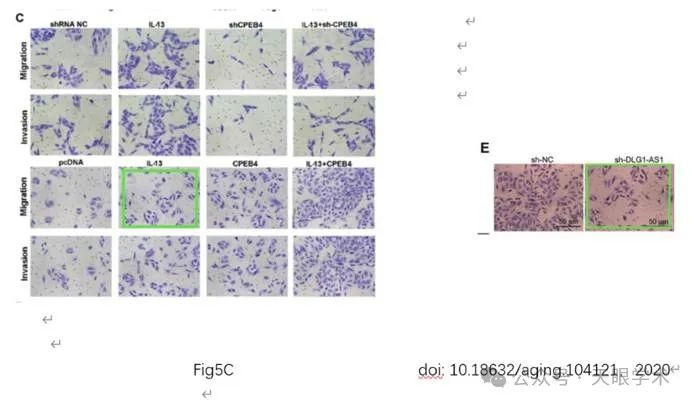 C
shRNA NC IL-13 shCPEB4 IL-13+sh-CPEB4
Migration
Invasion
pcDNA IL-13 CPEB4 IL-13+CPEB4
Migration
Invasion
E
sh-NC sh-DLG1-AS1
50 μm 50 μm
Fig5C doi: 10.18632/aging.104121 2020
公众号 · 天眼学术